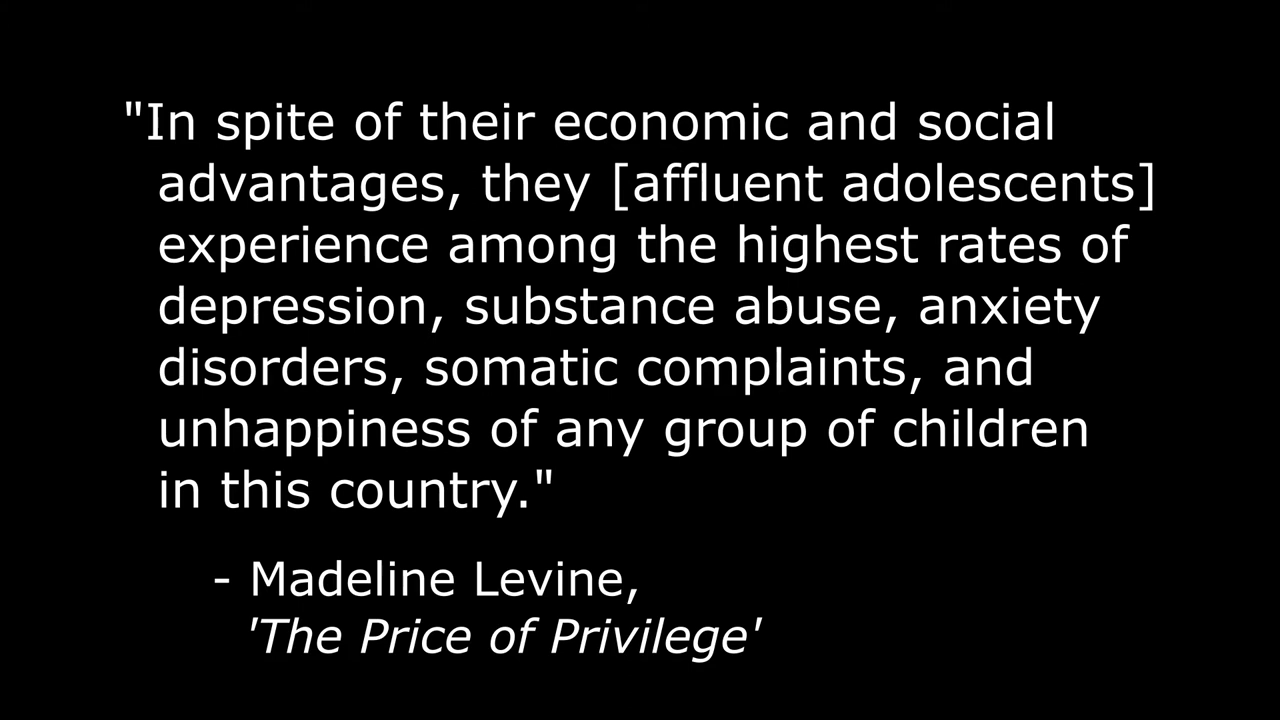 "In spite of their economic and social
advantages, they [affluent adolescents]
experience among the highest rates of
depression, substance abuse, anxiety
disorders, somatic complaints, and
unhappiness of any group of children
in this country."
- Madeline Levine,
'The Price of Privilege'